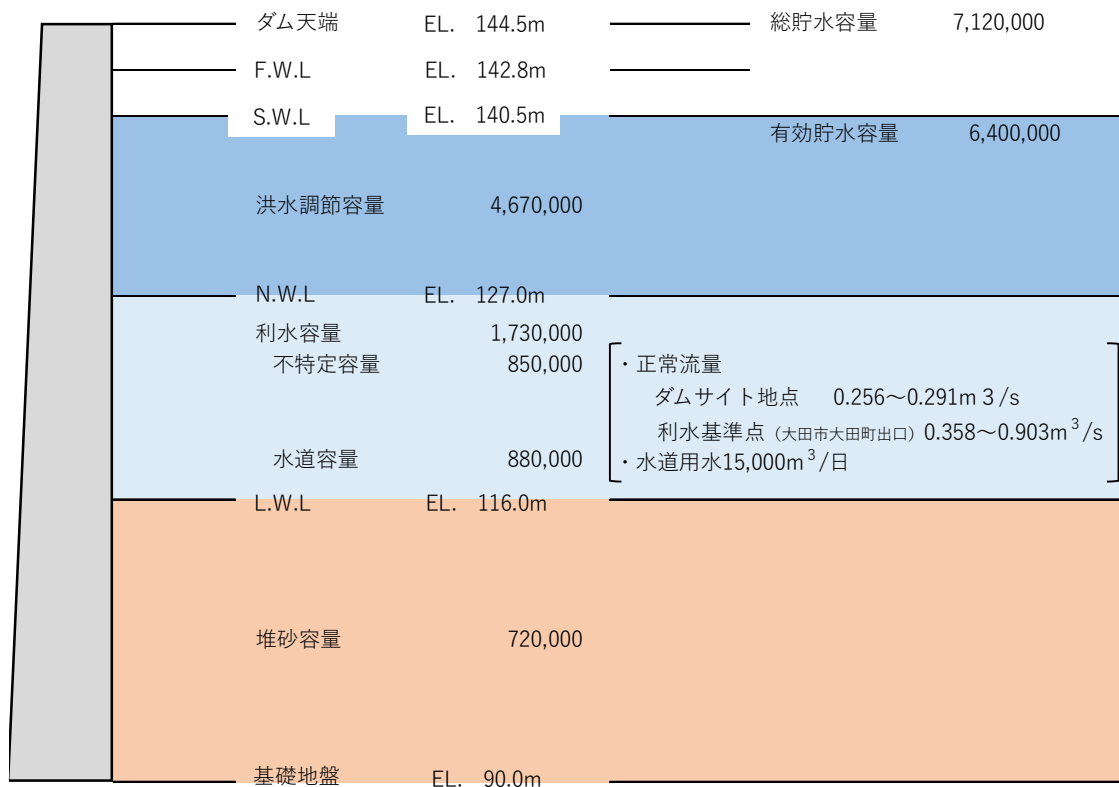 ダム天端 EL. 144.5m 総貯水容量 7,120,000
F.W.L EL. 142.8m
S.W.L EL. 140.5m
有効貯水容量 6,400,000
洪水調節容量 4,670,000
N.W.L EL. 127.0m
利水容量 1,730,000
不特定容量 850,000 ・正常流量
ダムサイト地点 0.256～0.291m３/s
利水基準点（大田市大田町出口）0.358～0.903m³/s
水道容量 880,000 ・水道用水15,000m³/日
L.W.L EL. 116.0m
堆砂容量 720,000
基礎地盤 EL. 90.0m